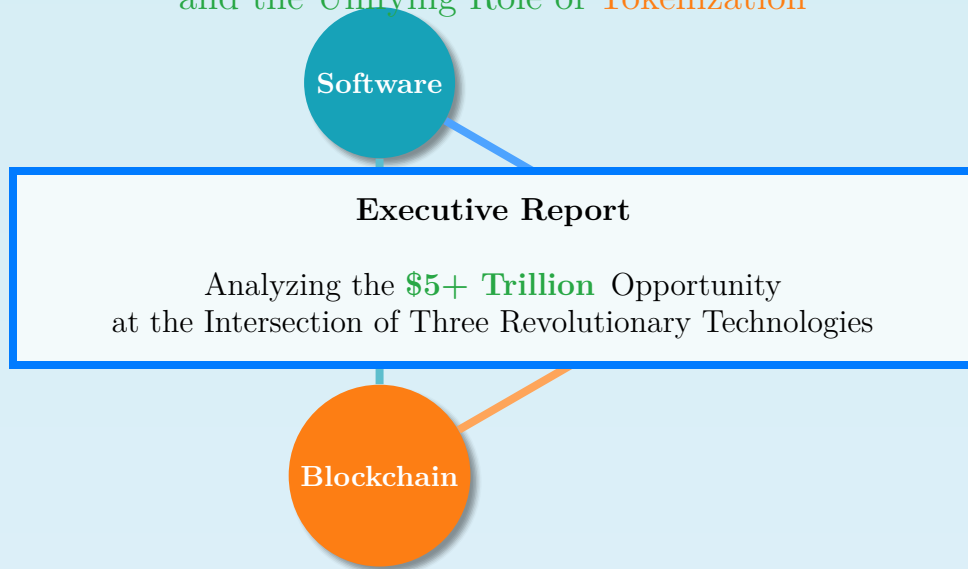 and the Unifying Role of Tokenization
Software
Executive Report
Analyzing the $5+ Trillion Opportunity
at the Intersection of Three Revolutionary Technologies
Blockchain